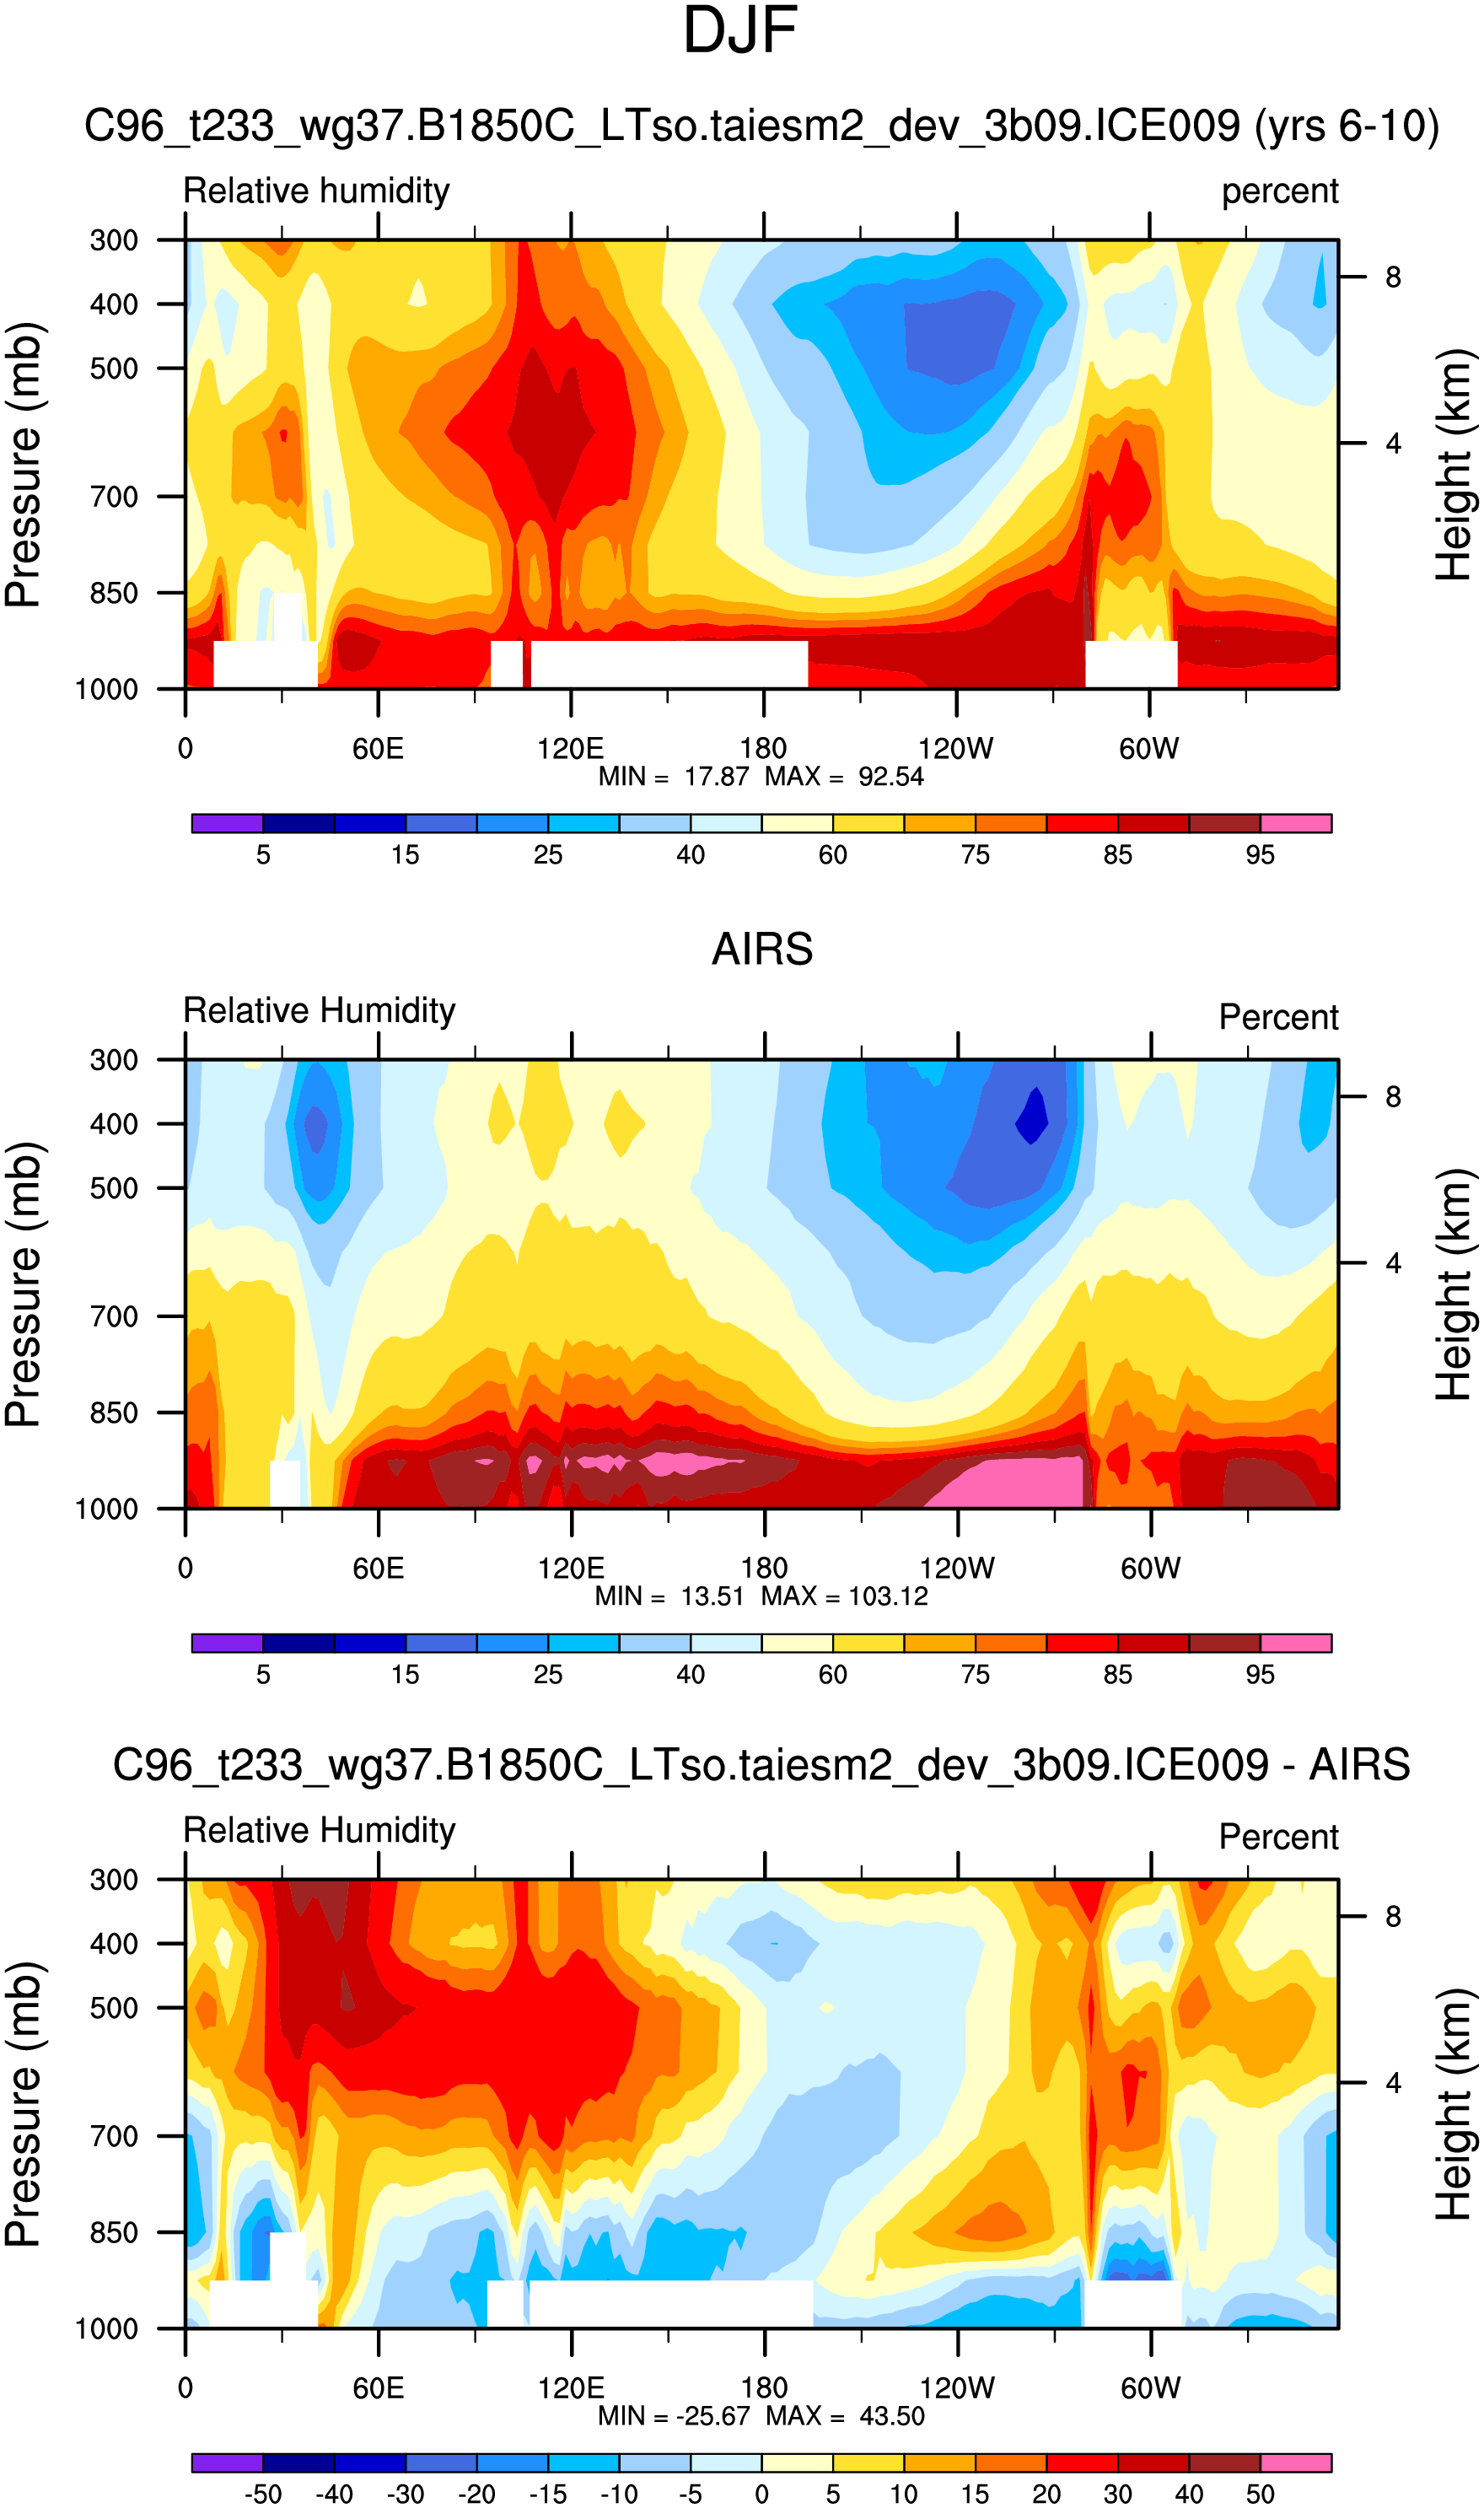 DJF
C96_t233_wg37.B1850C_LTso.taiesm2_dev_3b09.ICE009 (yrs 6-10)
Relative humidity percent
Pressure (mb)
300
400
500
700
850
1000
8
4
Height (km)
0 60E 120E 180 120W 60W
MIN = 17.87 MAX = 92.54
5 15 25 40 60 75 85 95
AIRS
Relative Humidity Percent
Pressure (mb)
300
400
500
700
850
1000
8
4
Height (km)
0 60E 120E 180 120W 60W
MIN = 13.51 MAX = 103.12
5 15 25 40 60 75 85 95
C96_t233_wg37.B1850C_LTso.taiesm2_dev_3b09.ICE009 - AIRS
Relative Humidity Percent
Pressure (mb)
300
400
500
700
850
1000
8
4
Height (km)
0 60E 120E 180 120W 60W
MIN = -25.67 MAX = 43.50
-50 -40 -30 -20 -15 -10 -5 0 5 10 15 20 30 40 50